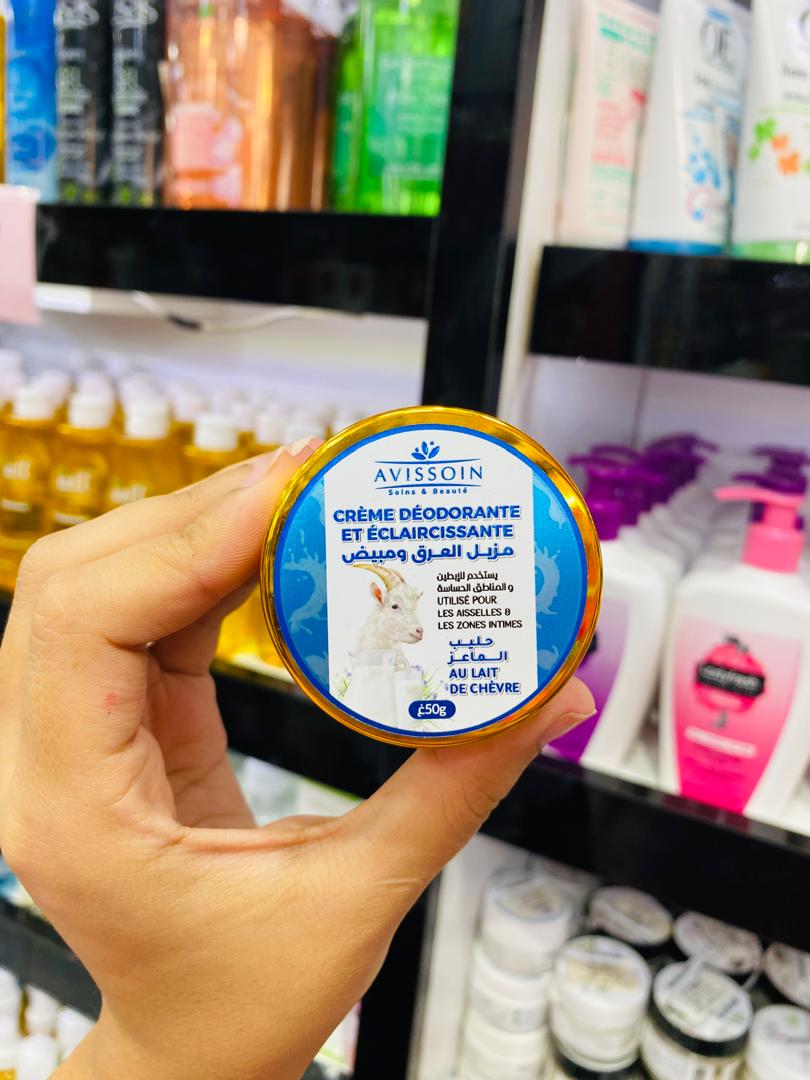 AVISSOIN
Soins & Beauté
CRÈME DÉODORANTE
ET ÉCLAIRCISSANTE
مزيل العرق ومبيض
يستخدم للإبطين
و المناطق الحساسة
UTILISÉ POUR
LES AISSELLES &
LES ZONES INTIMES
حليب
الـماعز
AU LAIT
DE CHÈVRE
50g غ